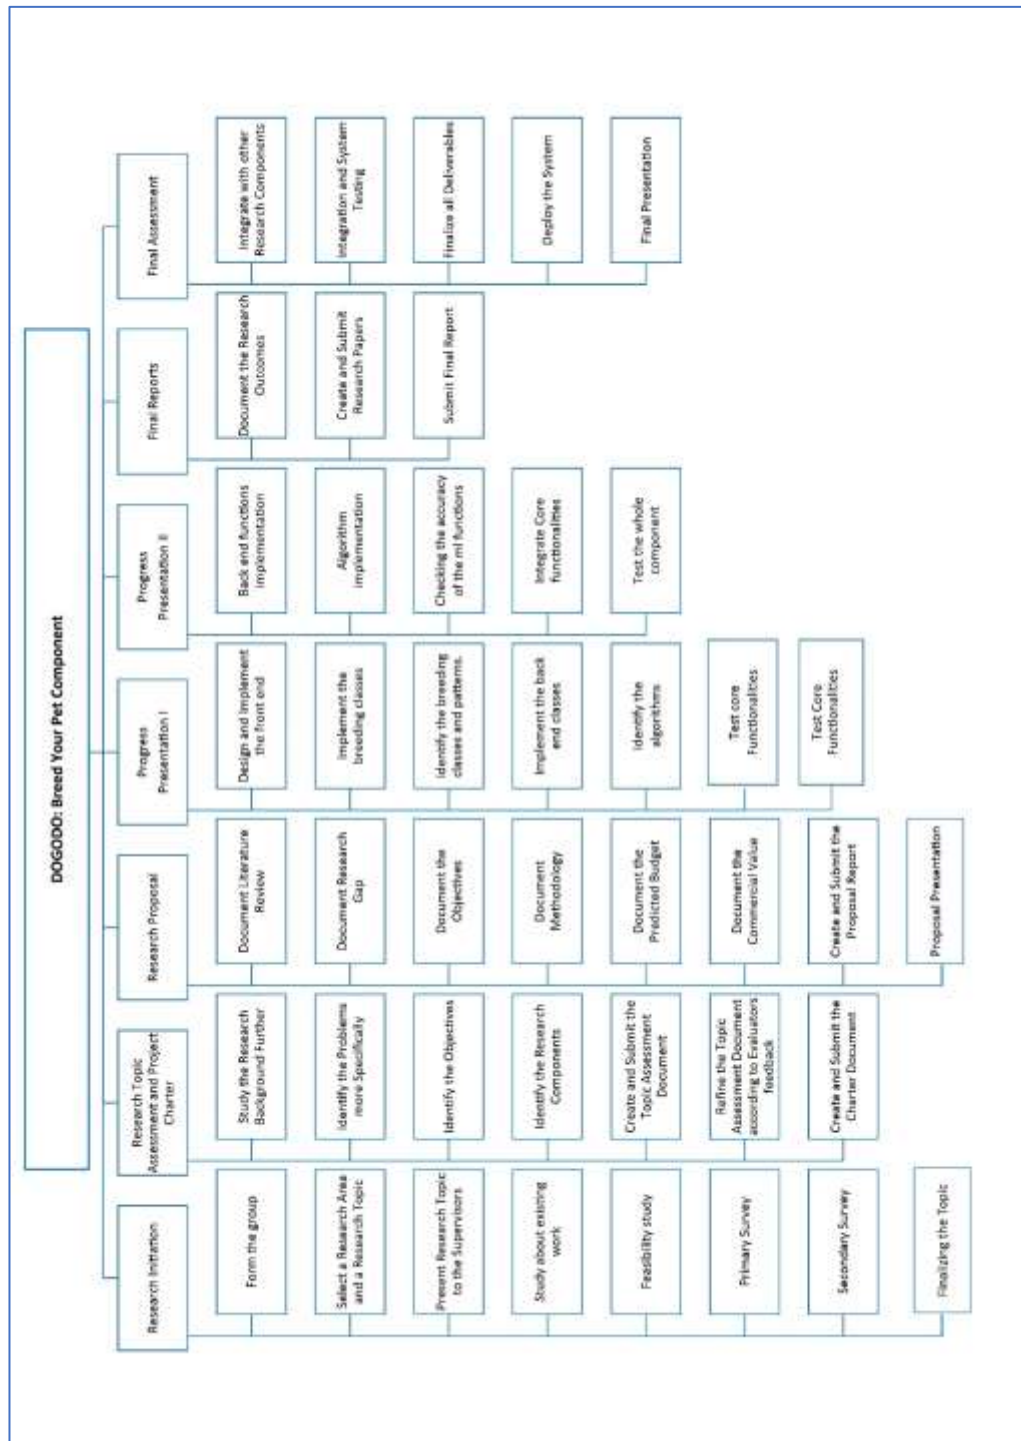 DOGODO: Breed Your Pet Component
Research Initiation
Form the group
Select a Research Area
and a Research Topic
Present Research Topic
to the Supervisors
Study about existing
work
Feasibility study
Primary Survey
Secondary Survey
Finalizing the Topic
Research Topic
Assessment and Project
Charter
Study the Research
Background Further
Identify the Problems
more Specifically
Identify the Objectives
Identify the Research
Components
Create and Submit the
Topic Assessment
Document
Refine the Topic
Assessment Document
according to Evaluators
feedback
Create and Submit the
Charter Document
Research Proposal
Document Literature
Review
Document Research
Gap
Document the
Objectives
Document
Methodology
Document the
Predicted Budget
Document the
Commercial Value
Create and Submit the
Proposal Report
Proposal Presentation
Progress
Presentation I
Design and Implement
the front end
Implement the
breeding classes
Identify the breeding
classes and patterns.
Implement the back
end classes
Identify the
algorithms
Test core
Functionalities
Test Core
Functionalities
Progress
Presentation II
Back end functions
implementation
Algorithm
implementation
Checking the accuracy
of the ml functions
Integrate Core
functionalities
Test the whole
component
Final Reports
Document the Research
Outcomes
Create and Submit
Research Papers
Submit Final Report
Final Assessment
Integrate with other
Research Components
Integration and System
Testing
Finalize all Deliverables
Deploy the System
Final Presentation